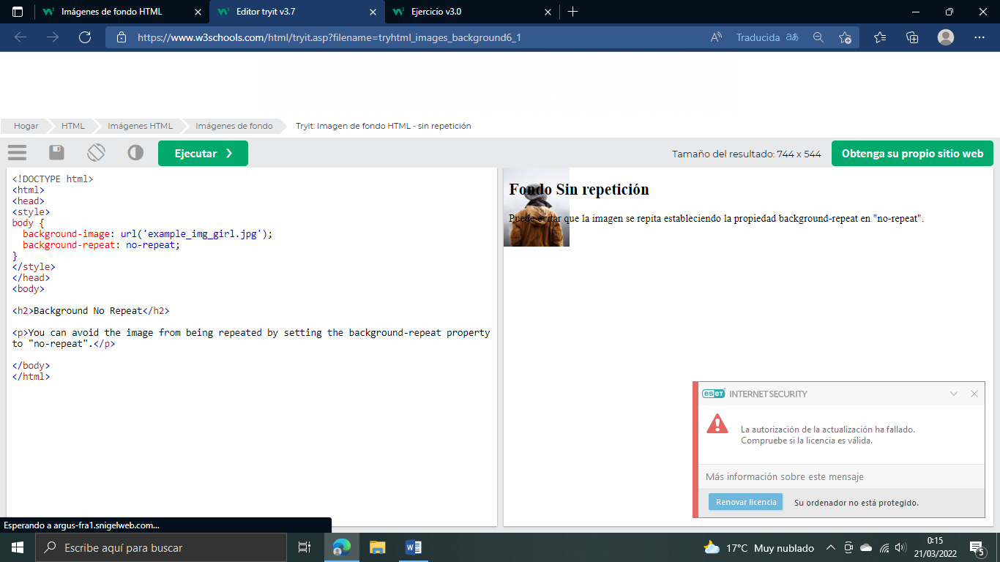 Imágenes de fondo HTML
Editor tryit v3.7
Ejercicio v3.0
https://www.w3schools.com/html/tryit.asp?filename=tryhtml_images_background6_1
Traducida
Hogar
HTML
Imágenes HTML
Imágenes de fondo
Tryit: Imagen de fondo HTML - sin repetición
Ejecutar ❯
Tamaño del resultado: 744 x 544
Obtenga su propio sitio web
<!DOCTYPE html>
<html>
<head>
<style>
body {
  background-image: url('example_img_girl.jpg');
  background-repeat: no-repeat;
}
</style>
</head>
<body>
<h2>Background No Repeat</h2>
<p>You can avoid the image from being repeated by setting the background-repeat property
to "no-repeat".</p>
</body>
</html>
Fondo Sin repetición
Puede evitar que la imagen se repita estableciendo la propiedad background-repeat en "no-repeat".
eseT INTERNET SECURITY
La autorización de la actualización ha fallado.
Compruebe si la licencia es válida.
Más información sobre este mensaje
Renovar licencia
Su ordenador no está protegido.
Esperando a argus-fra1.snigelweb.com...
Escribe aquí para buscar
17°C Muy nublado
0:15
21/03/2022
5